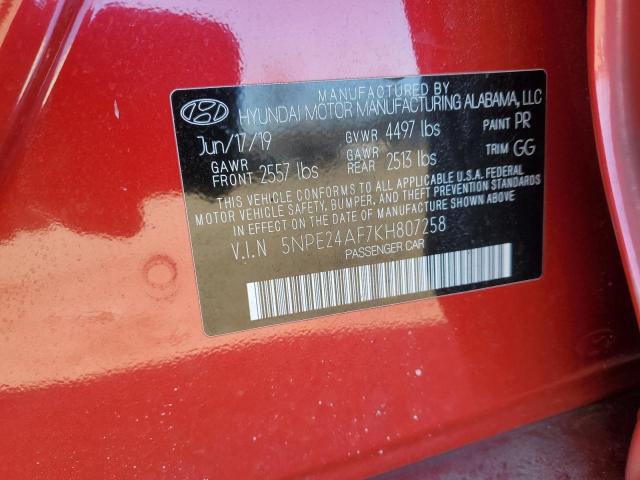 MANUFACTURED BY
HYUNDAI MOTOR MANUFACTURING ALABAMA, LLC
Jun/17/19 GVWR 4497 lbs PAINT PR
GAWR FRONT 2557 lbs GAWR REAR 2513 lbs TRIM GG
THIS VEHICLE CONFORMS TO ALL APPLICABLE U.S.A. FEDERAL
MOTOR VEHICLE SAFETY, BUMPER, AND THEFT PREVENTION STANDARDS
IN EFFECT ON THE DATE OF MANUFACTURE SHOWN ABOVE.
V.I.N 5NPE24AF7KH807258
PASSENGER CAR